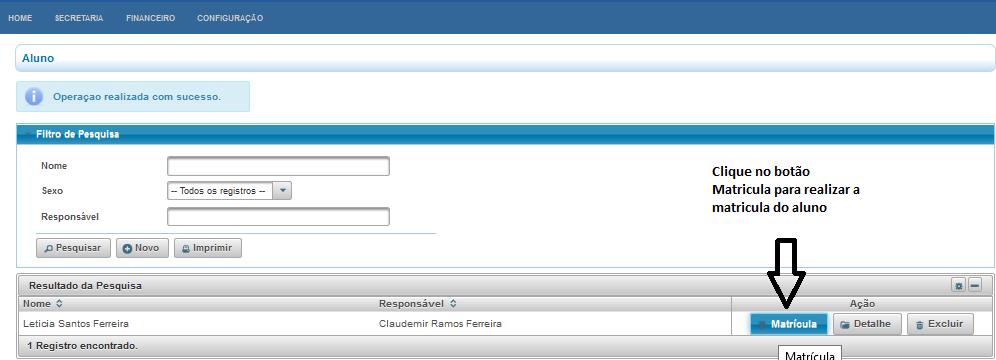 HOME SECRETARIA FINANCEIRO CONFIGURAÇÃO
Aluno
Operaçao realizada com sucesso.
Filtro de Pesquisa
Nome
Sexo -- Todos os registros --
Responsável
Clique no botão
Matricula para realizar a
matricula do aluno
Pesquisar Novo Imprimir
Resultado da Pesquisa
Nome Responsável Ação
Leticia Santos Ferreira Claudemir Ramos Ferreira Matrícula Detalhe Excluir
1 Registro encontrado.
Matrícula